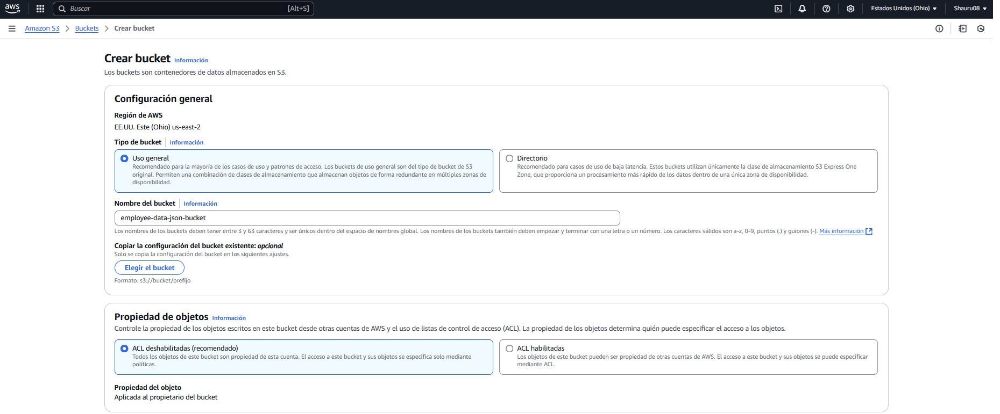 aws
Buscar
[Alt+S]
Estados Unidos (Ohio)
Shauru08
Amazon S3
Buckets
Crear bucket
Crear bucket Información
Los buckets son contenedores de datos almacenados en S3.
Configuración general
Región de AWS
EE.UU. Este (Ohio) us-east-2
Tipo de bucket Información
Uso general
Recomendado para la mayoría de los casos de uso y patrones de acceso. Los buckets de uso general son del tipo de bucket de S3
original. Permiten una combinación de clases de almacenamiento que almacenan objetos de forma redundante en múltiples zonas de
disponibilidad.
Directorio
Recomendado para casos de uso de baja latencia. Estos buckets utilizan únicamente la clase de almacenamiento S3 Express One
Zone, que proporciona un procesamiento más rápido de los datos dentro de una única zona de disponibilidad.
Nombre del bucket Información
employee-data-json-bucket
Los nombres de los buckets deben tener entre 3 y 63 caracteres y ser únicos dentro del espacio de nombres global. Los nombres de los buckets también deben empezar y terminar con una letra o un número. Los caracteres válidos son a-z, 0-9, puntos (.) y guiones (-). Más información
Copiar la configuración del bucket existente: opcional
Solo se copia la configuración del bucket en los siguientes ajustes.
Elegir el bucket
Formato: s3://bucket/prefijo
Propiedad de objetos Información
Controle la propiedad de los objetos escritos en este bucket desde otras cuentas de AWS y el uso de listas de control de acceso (ACL). La propiedad de los objetos determina quién puede especificar el acceso a los objetos.
ACL deshabilitadas (recomendado)
Todos los objetos de este bucket son propiedad de esta cuenta. El acceso a este bucket y sus objetos se especifica solo mediante
políticas.
ACL habilitadas
Los objetos de este bucket pueden ser propiedad de otras cuentas de AWS. El acceso a este bucket y sus objetos se puede especificar
mediante ACL.
Propiedad del objeto
Aplicada al propietario del bucket